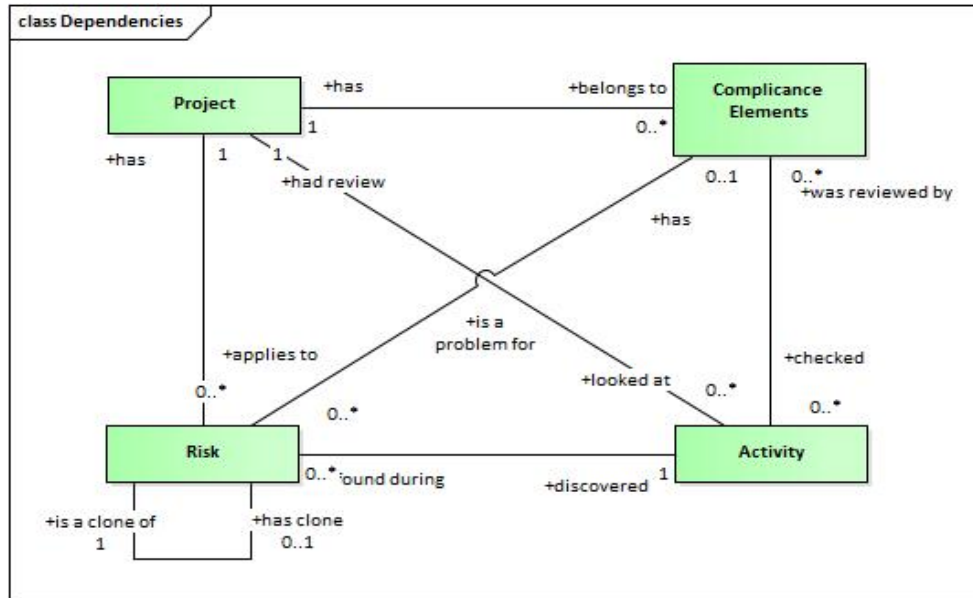 class Dependencies
Project
Complicance
Elements
+has
+belongs to
1
0..*
+has
1
1
+had review
0..1
0..*
+was reviewed by
+has
+is a
problem for
+applies to
0..*
0..*
+looked at
0..*
+checked
0..*
Risk
Activity
0..*
ound during
+discovered
1
+is a clone of
1
+has clone
0..1